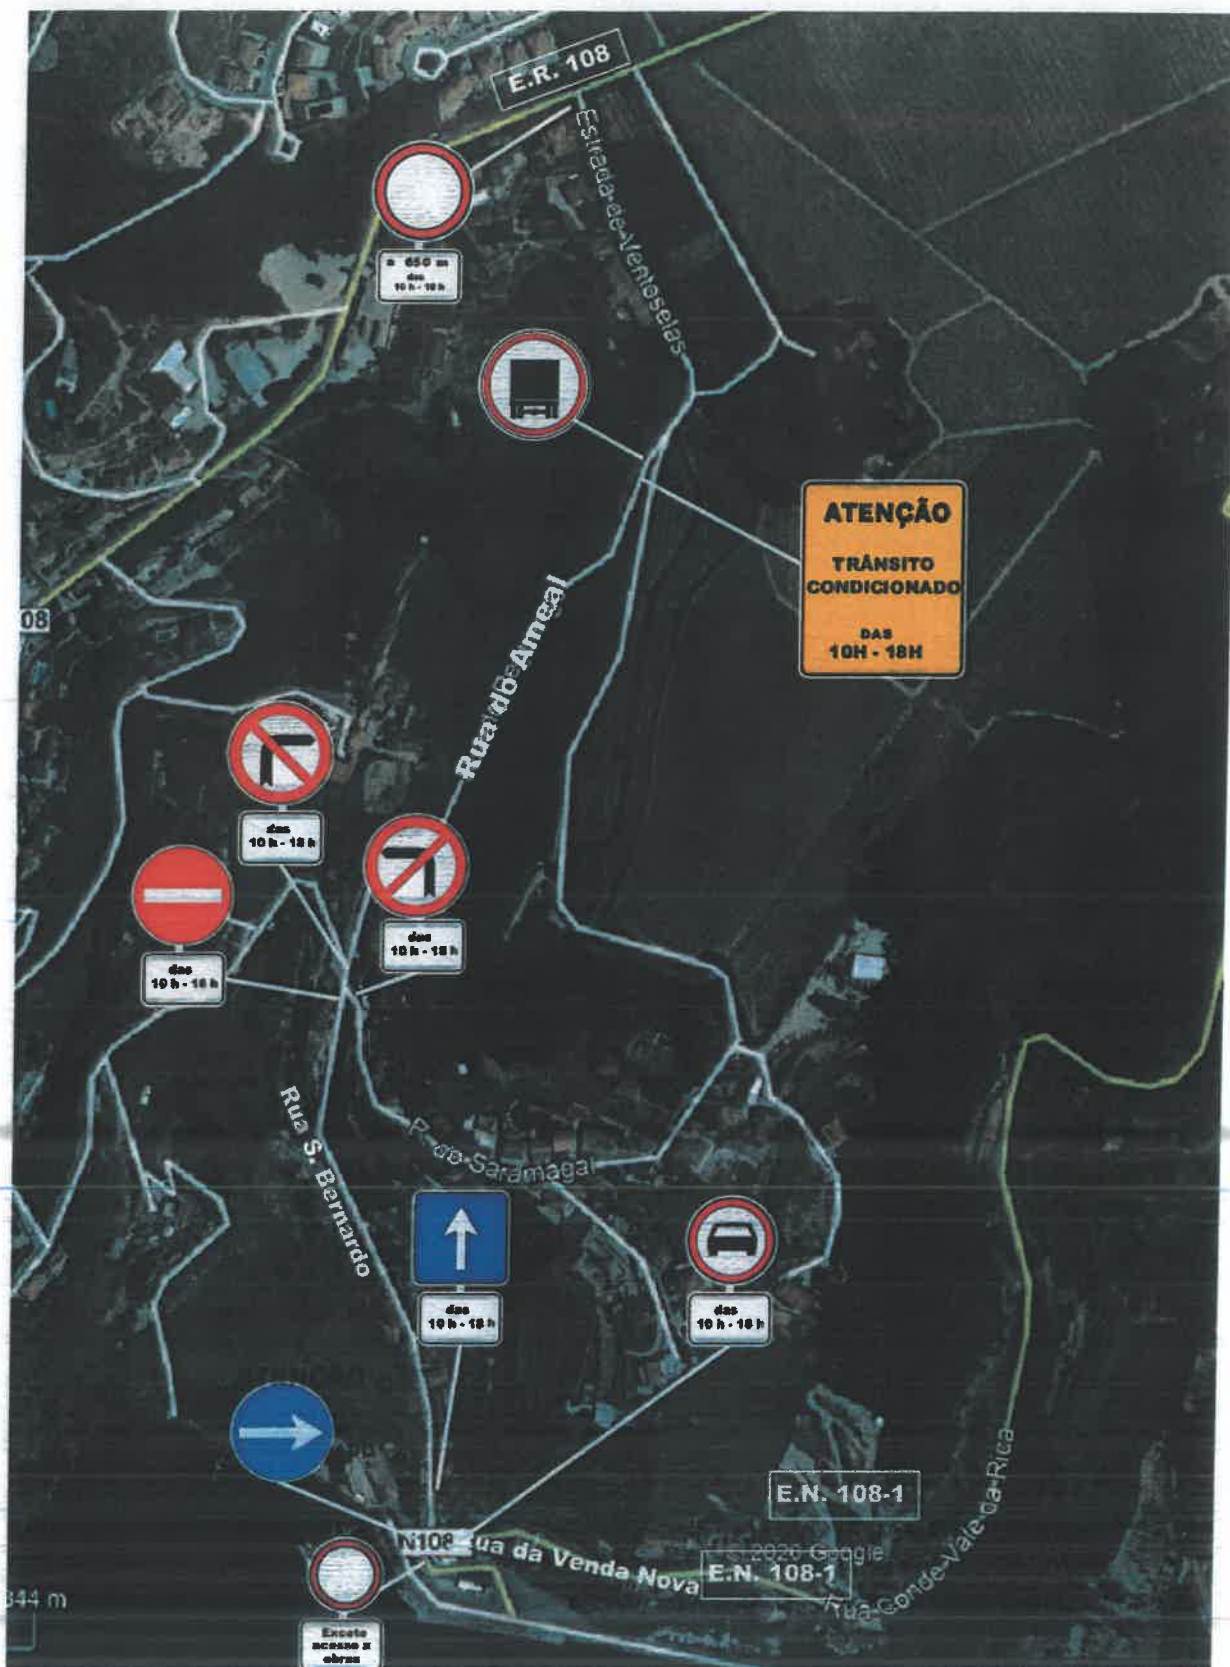 E.R. 108
Estrada-de-Ventoselas
a 650 m
das
10 h - 18 h
ATENÇÃO
TRÂNSITO
CONDICIONADO
DAS
10H - 18H
08
Rua do Ameal
das
10 h - 18 h
das
10 h - 18 h
das
10 h - 18 h
Rua S. Bernardo
R. do Saramagal
das
10 h - 18 h
das
10 h - 18 h
E.N. 108-1
N108
ua da Venda Nova
2020 Google
E.N. 108-1
Rua-Conde-Vale-da-Rica
344 m
Exceto
acesso a
obras